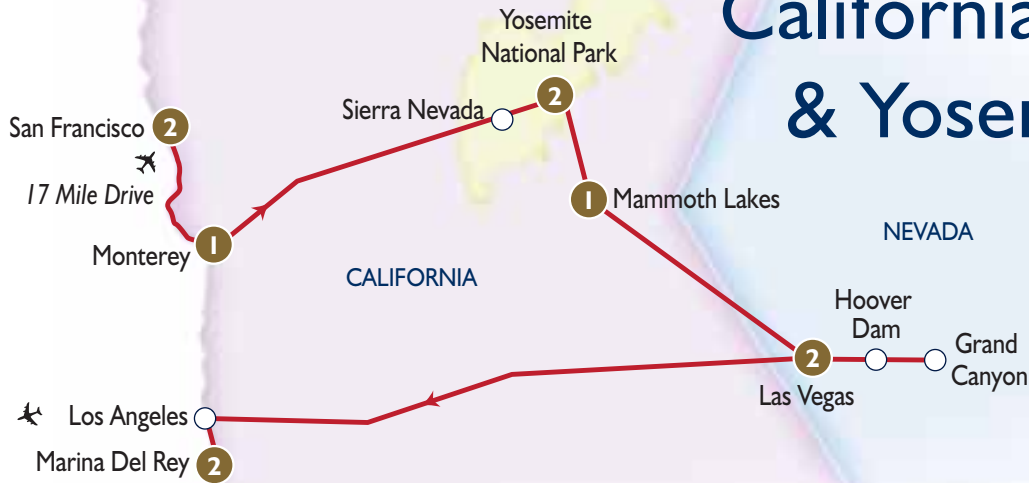 California
& Yosem
Yosemite
National Park
2
Sierra Nevada
San Francisco 2
17 Mile Drive
1 Mammoth Lakes
Monterey 1
NEVADA
CALIFORNIA
Hoover
Dam
Grand
Canyon
2
Las Vegas
Los Angeles
Marina Del Rey 2